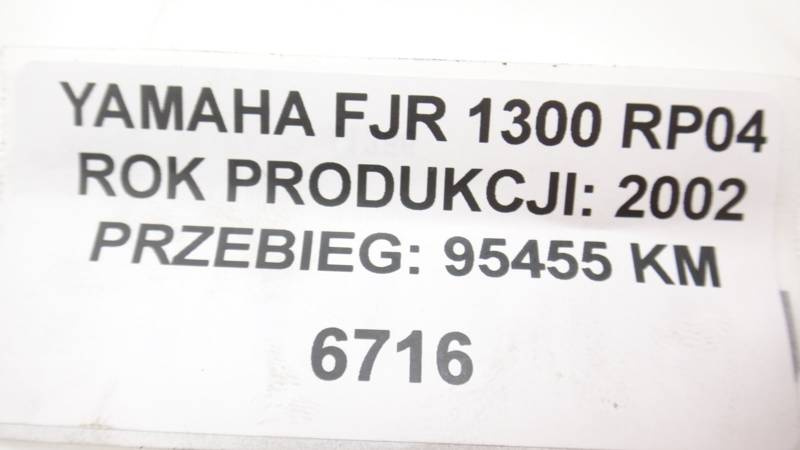 YAMAHA FJR 1300 RP04
ROK PRODUKCJI: 2002
PRZEBIEG: 95455 KM
6716